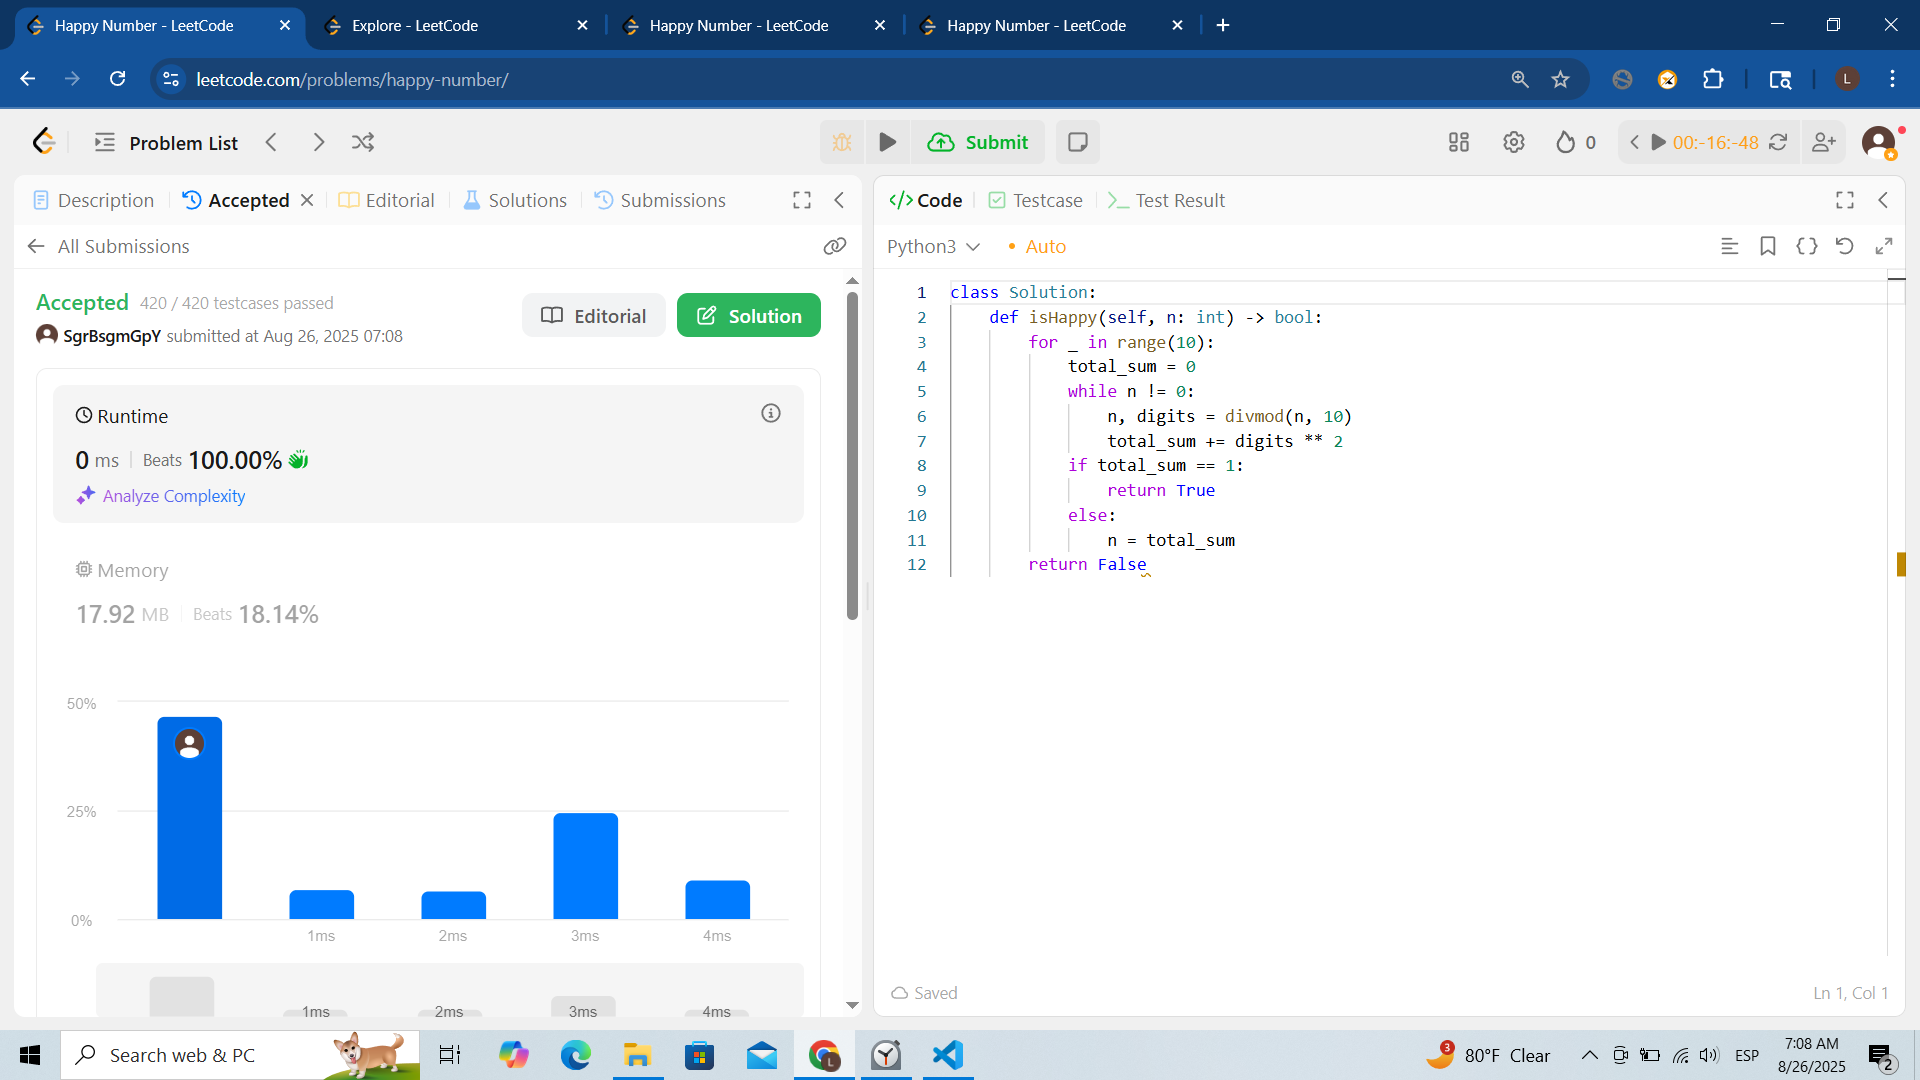 Happy Number - LeetCode
Explore - LeetCode
Happy Number - LeetCode
Happy Number - LeetCode
leetcode.com/problems/happy-number/
L
Problem List
Submit
0
00:-16:-48
Description
Accepted
Editorial
Solutions
Submissions
All Submissions
Accepted 420 / 420 testcases passed
SgrBsgmGpY submitted at Aug 26, 2025 07:08
Editorial
Solution
Runtime
0 ms Beats 100.00%
Analyze Complexity
Memory
17.92 MB Beats 18.14%
50%
25%
0%
1ms 2ms 3ms 4ms
1ms 2ms 3ms 4ms
</> Code
Testcase
Test Result
Python3
Auto
1 class Solution:
2 def isHappy(self, n: int) -> bool:
3 for _ in range(10):
4 total_sum = 0
5 while n != 0:
6 n, digits = divmod(n, 10)
7 total_sum += digits ** 2
8 if total_sum == 1:
9 return True
10 else:
11 n = total_sum
12 return False
Saved
Ln 1, Col 1
Search web & PC
L
3
80°F Clear
ESP
7:08 AM
8/26/2025
2